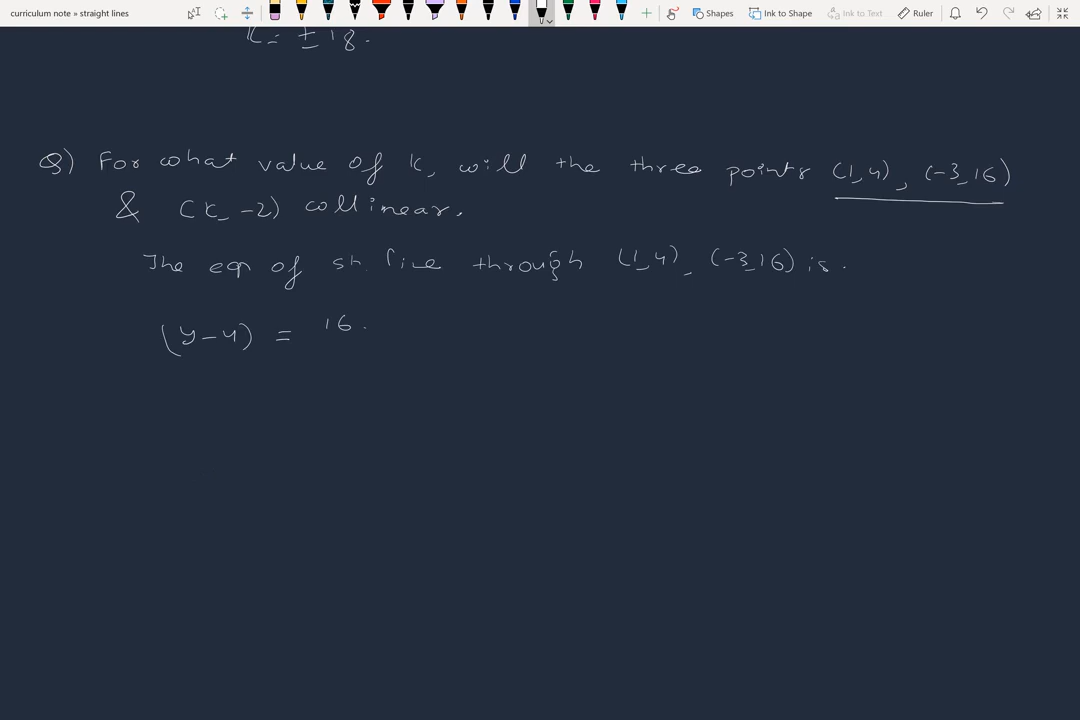 curriculum note » straight lines
Shapes Ink to Shape Ink to Text Ruler
k = ± 18.
Q) For what value of k, will the three points (1,4), (-3,16)
& (k, -2) collinear.
The eqn of st. line through (1,4), (-3,16) is.
(y-4) = 16.